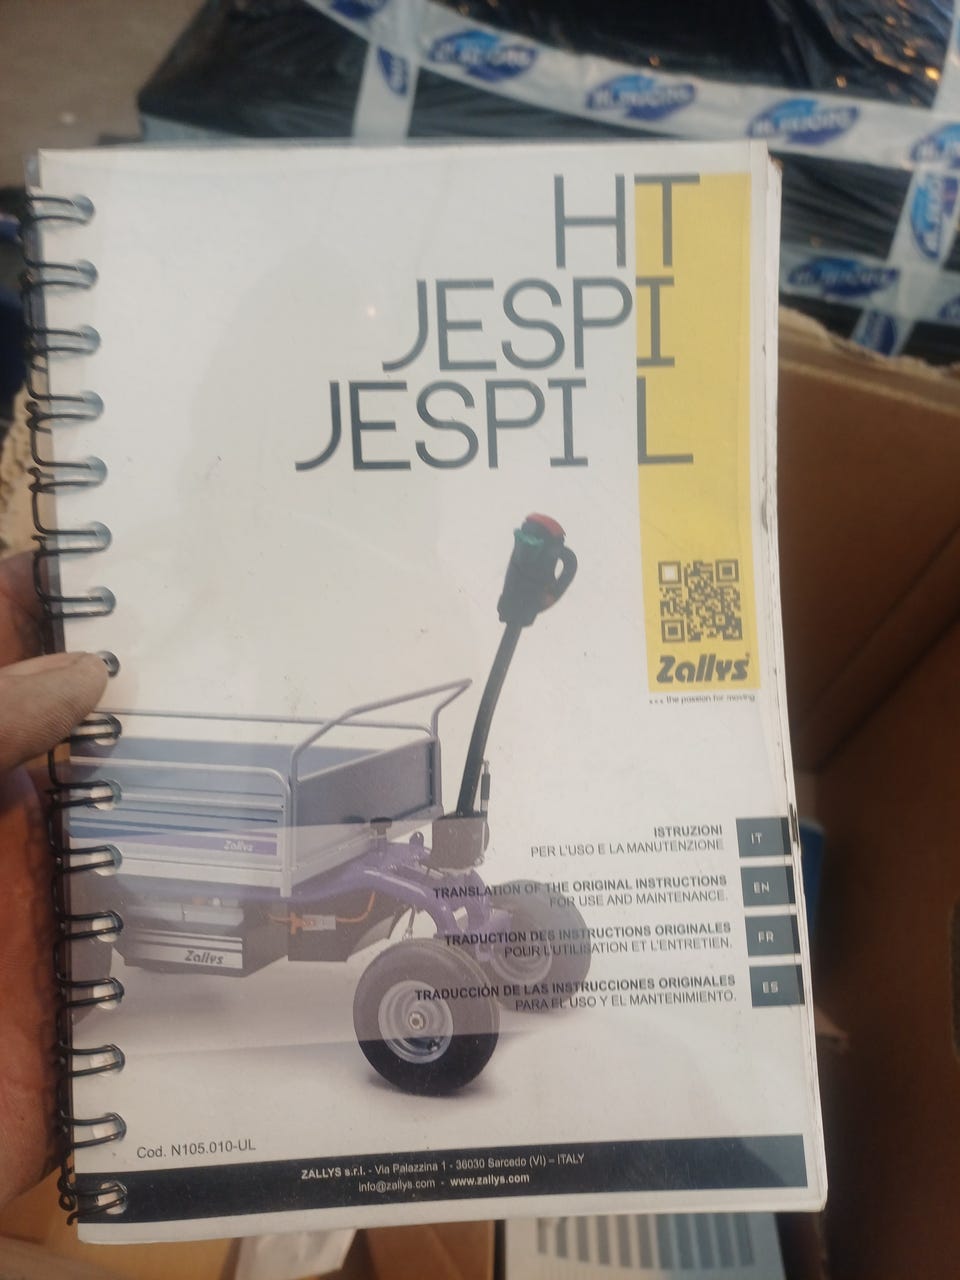 HT
JESPI
JESPI L
Zallys
... the passion for moving
Zallys
Zallys
ISTRUZIONI
PER L'USO E LA MANUTENZIONE
IT
TRANSLATION OF THE ORIGINAL INSTRUCTIONS
FOR USE AND MAINTENANCE.
EN
TRADUCTION DES INSTRUCTIONS ORIGINALES
POUR L'UTILISATION ET L'ENTRETIEN.
FR
TRADUCCIÓN DE LAS INSTRUCCIONES ORIGINALES
PARA EL USO Y EL MANTENIMIENTO.
ES
Cod. N105.010-UL
ZALLYS s.r.l. - Via Palazzina 1 - 36030 Sarcedo (VI) – ITALY
info@zallys.com - www.zallys.com